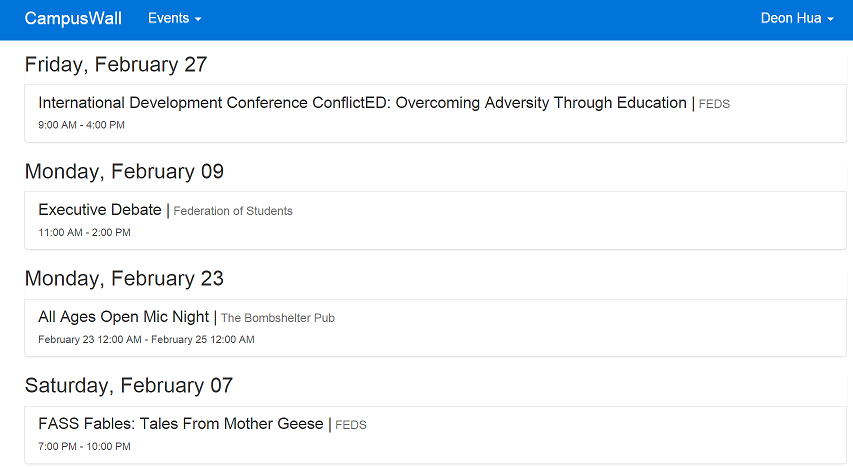 CampusWall Events Deon Hua
Friday, February 27
International Development Conference ConflictED: Overcoming Adversity Through Education | FEDS
9:00 AM - 4:00 PM
Monday, February 09
Executive Debate | Federation of Students
11:00 AM - 2:00 PM
Monday, February 23
All Ages Open Mic Night | The Bombshelter Pub
February 23 12:00 AM - February 25 12:00 AM
Saturday, February 07
FASS Fables: Tales From Mother Geese | FEDS
7:00 PM - 10:00 PM